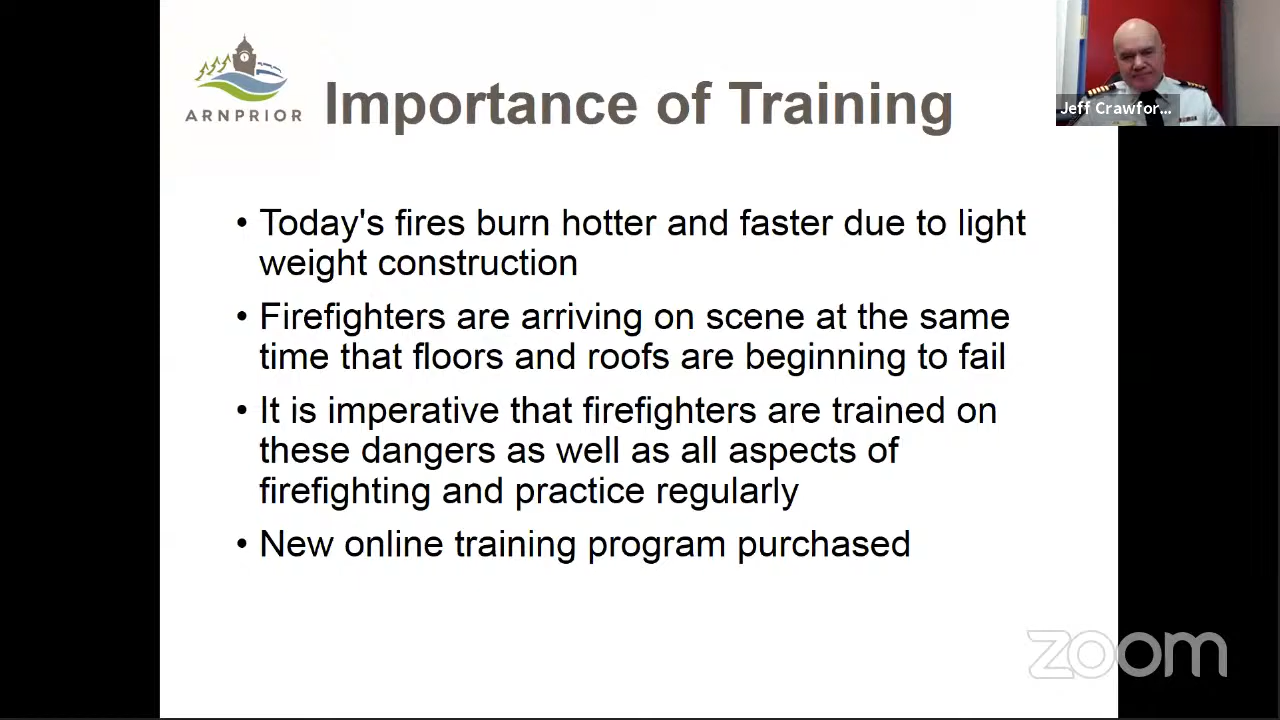 ARNPRIOR
Importance of Training
Jeff Crawfor...
• Today's fires burn hotter and faster due to light
weight construction
• Firefighters are arriving on scene at the same
time that floors and roofs are beginning to fail
• It is imperative that firefighters are trained on
these dangers as well as all aspects of
firefighting and practice regularly
• New online training program purchased
zoom